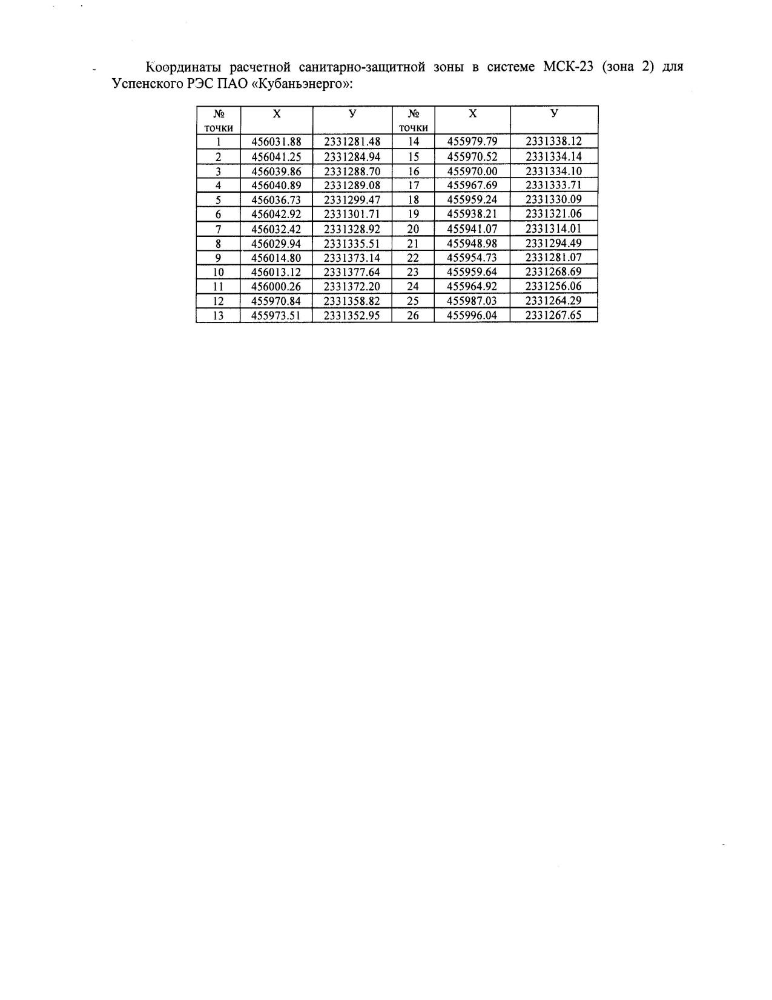 Координаты расчетной санитарно-защитной зоны в системе МСК-23 (зона 2) для
Успенского РЭС ПАО «Кубаньэнерго»:
№ точки X У № точки X У
1 456031.88 2331281.48 14 455979.79 2331338.12
2 456041.25 2331284.94 15 455970.52 2331334.14
3 456039.86 2331288.70 16 455970.00 2331334.10
4 456040.89 2331289.08 17 455967.69 2331333.71
5 456036.73 2331299.47 18 455959.24 2331330.09
6 456042.92 2331301.71 19 455938.21 2331321.06
7 456032.42 2331328.92 20 455941.07 2331314.01
8 456029.94 2331335.51 21 455948.98 2331294.49
9 456014.80 2331373.14 22 455954.73 2331281.07
10 456013.12 2331377.64 23 455959.64 2331268.69
11 456000.26 2331372.20 24 455964.92 2331256.06
12 455970.84 2331358.82 25 455987.03 2331264.29
13 455973.51 2331352.95 26 455996.04 2331267.65